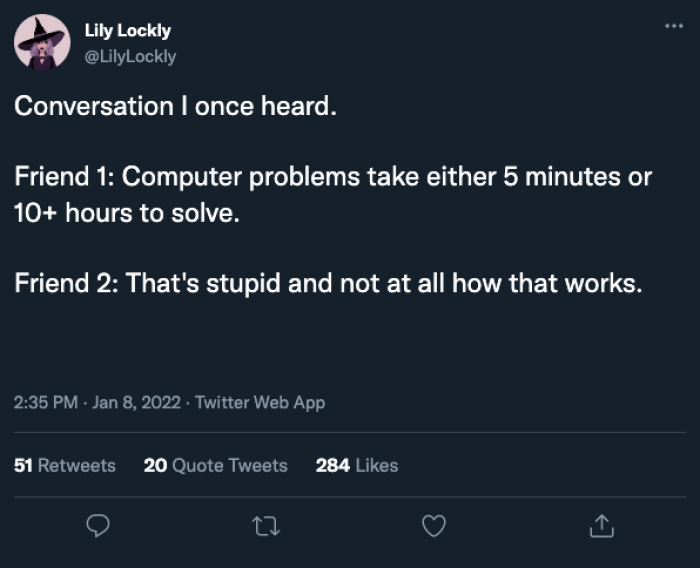 Lily Lockly
@LilyLockly
Conversation I once heard.
Friend 1: Computer problems take either 5 minutes or
10+ hours to solve.
Friend 2: That's stupid and not at all how that works.
2:35 PM · Jan 8, 2022 · Twitter Web App
51 Retweets 20 Quote Tweets 284 Likes